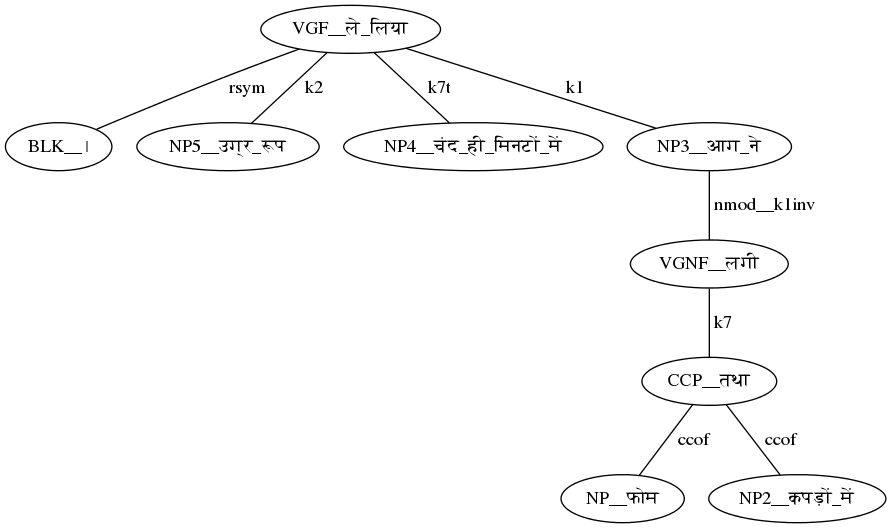 VGF__ले_लिया
rsym k2 k7t k1
BLK__। NP5__उग्र_रूप NP4__चंद_ही_मिनटों_में NP3__आग_ने
nmod__k1inv
VGNF__लगी
k7
CCP__तथा
ccof ccof
NP__फोम NP2__कपड़ों_में